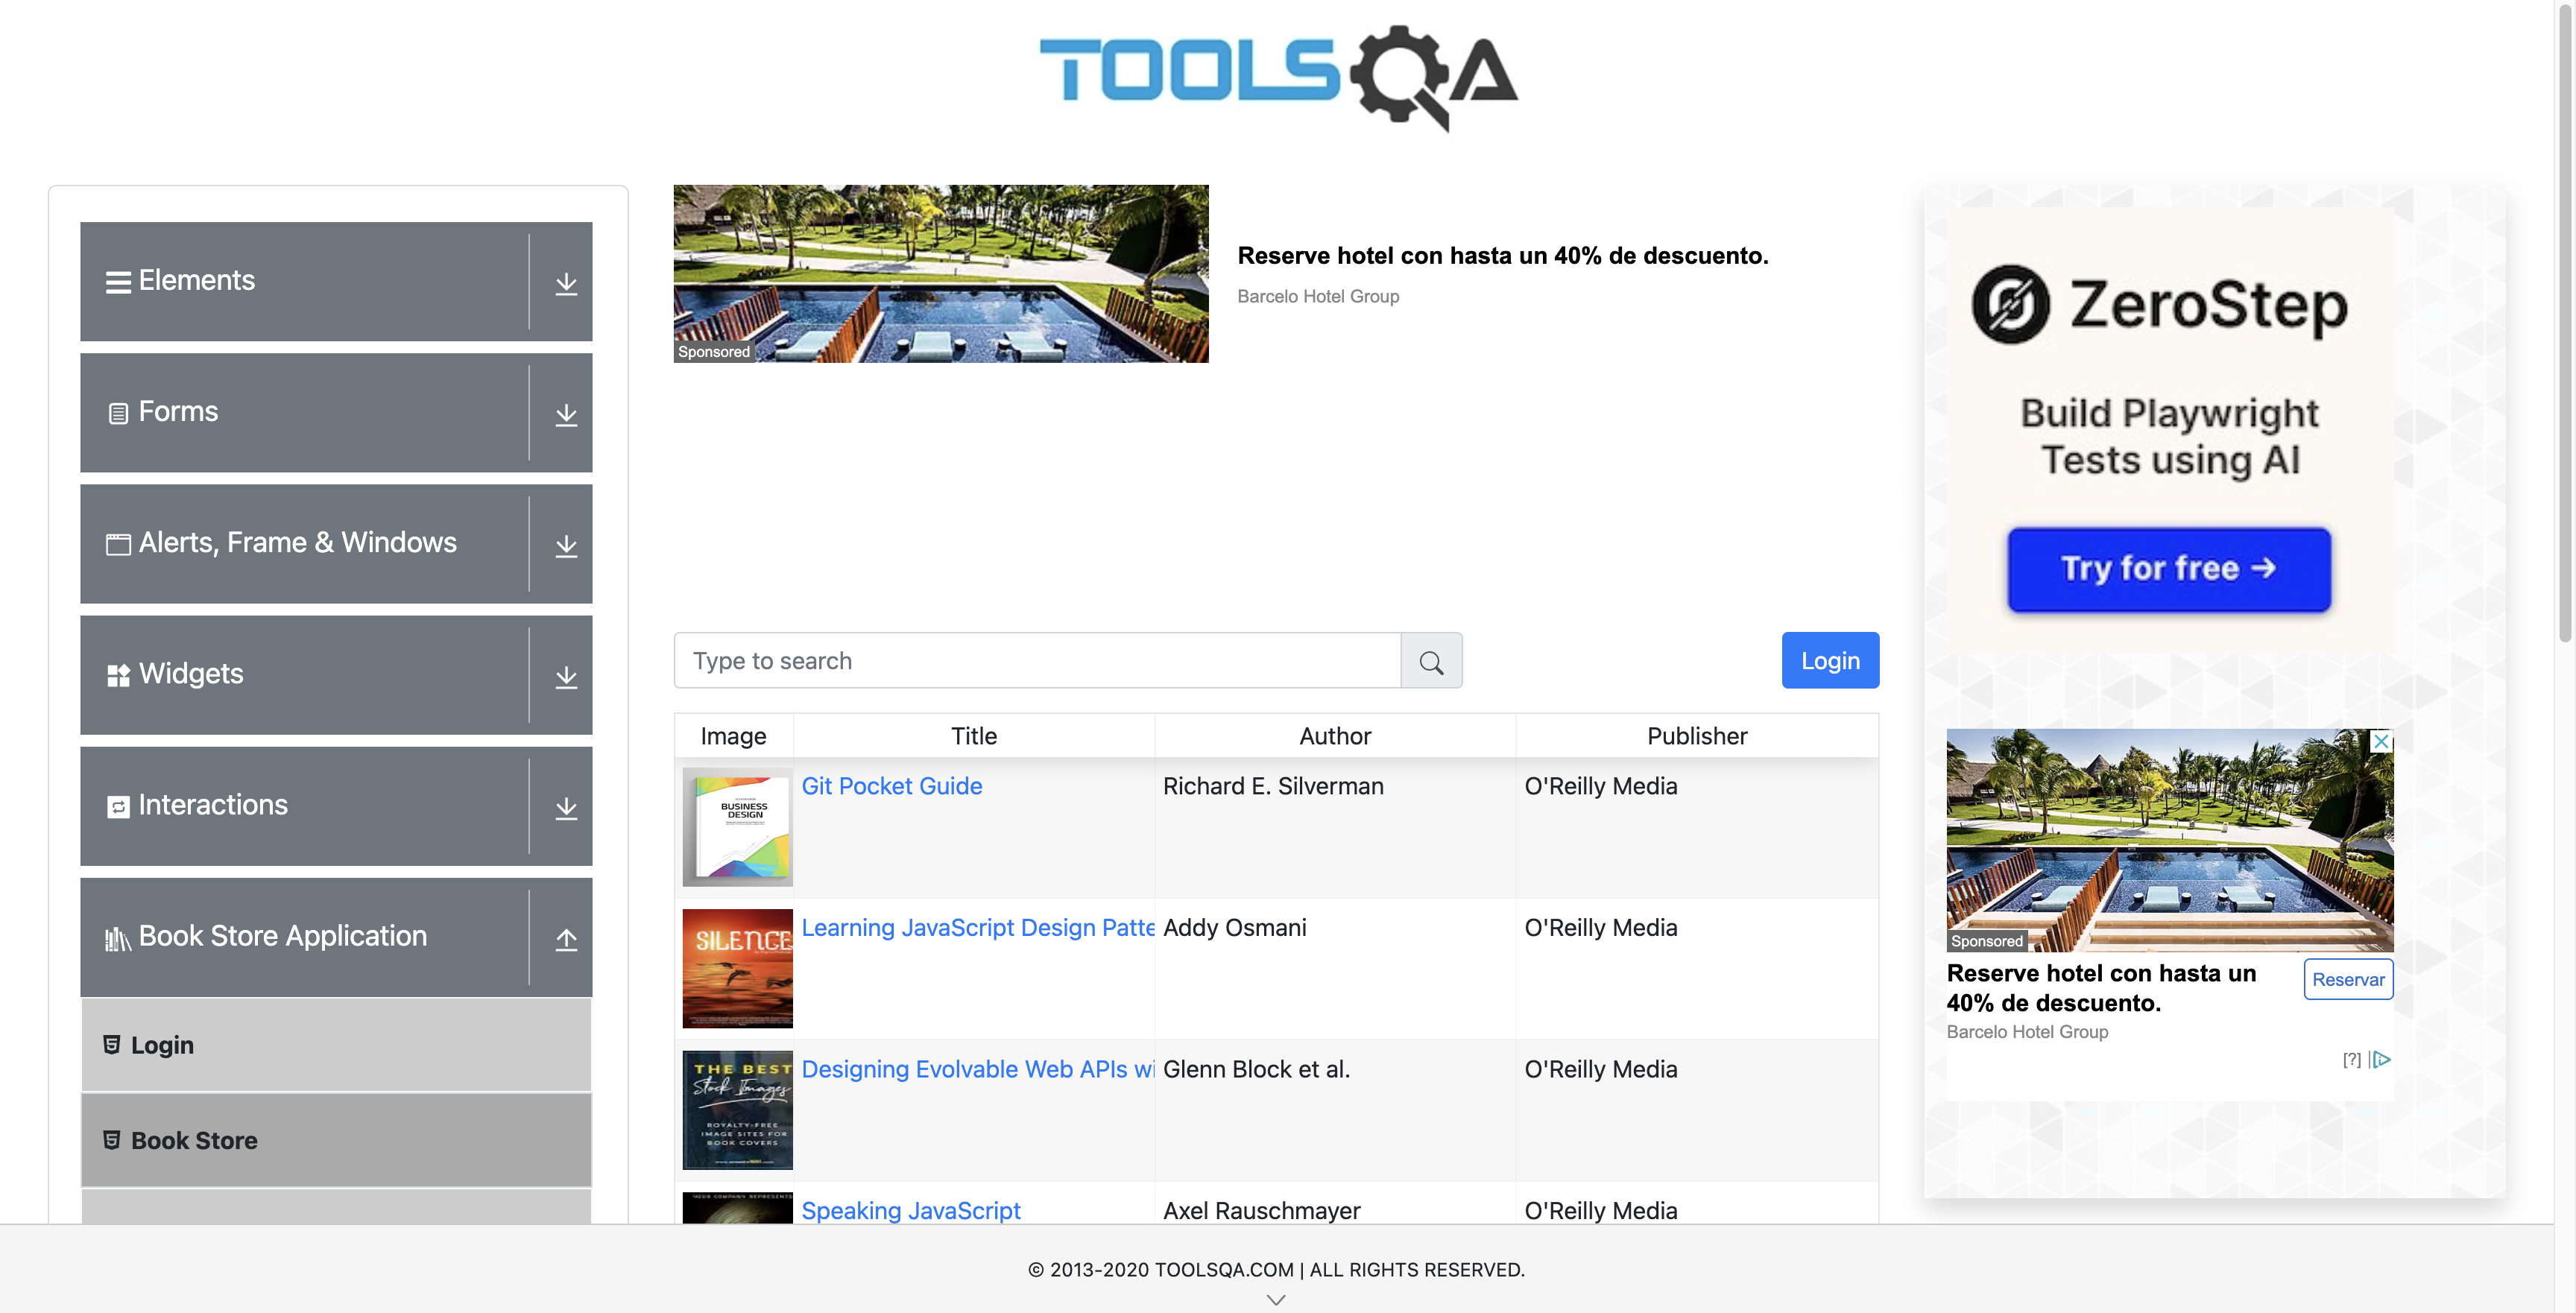 TOOLSQA
Elements
Forms
Alerts, Frame & Windows
Widgets
Interactions
Book Store Application
Login
Book Store
Sponsored
Reserve hotel con hasta un 40% de descuento.
Barcelo Hotel Group
Type to search
Login
Image Title Author Publisher
BUSINESS
DESIGN
Git Pocket Guide Richard E. Silverman O'Reilly Media
SILENCE
Learning JavaScript Design Patte Addy Osmani O'Reilly Media
THE BEST
Stock Images
ROYALTY-FREE
IMAGE SITES FOR
BOOK COVERS
Designing Evolvable Web APIs wi Glenn Block et al. O'Reilly Media
Speaking JavaScript Axel Rauschmayer O'Reilly Media
ZeroStep
Build Playwright
Tests using AI
Try for free →
Sponsored
Reserve hotel con hasta un
40% de descuento.
Reservar
Barcelo Hotel Group
[?]
© 2013-2020 TOOLSQA.COM | ALL RIGHTS RESERVED.